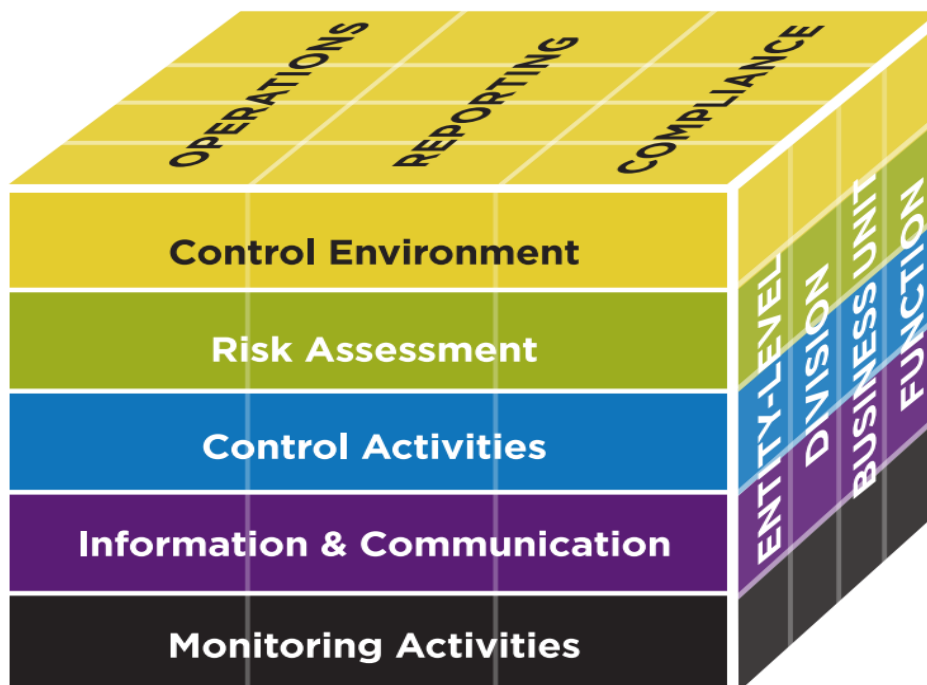 OPERATIONS
REPORTING
COMPLIANCE
Control Environment
Risk Assessment
Control Activities
Information & Communication
Monitoring Activities
ENTITY-LEVEL
DIVISION
BUSINESS UNIT
FUNCTION